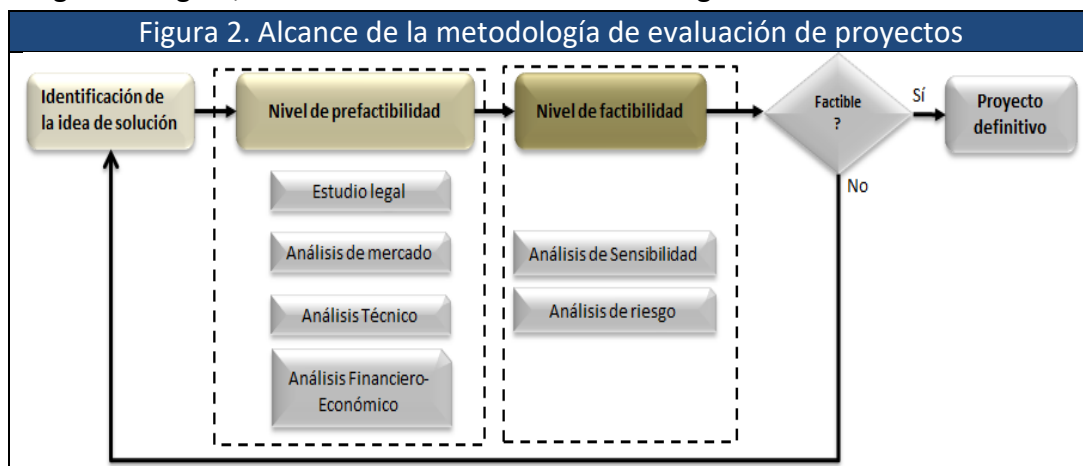 Figura 2. Alcance de la metodología de evaluación de proyectos
Identificación de
la idea de solución
Nivel de prefactibilidad
Estudio legal
Análisis de mercado
Análisis Técnico
Análisis Financiero-
Económico
Nivel de factibilidad
Análisis de Sensibilidad
Análisis de riesgo
Factible
?
Sí
No
Proyecto
definitivo